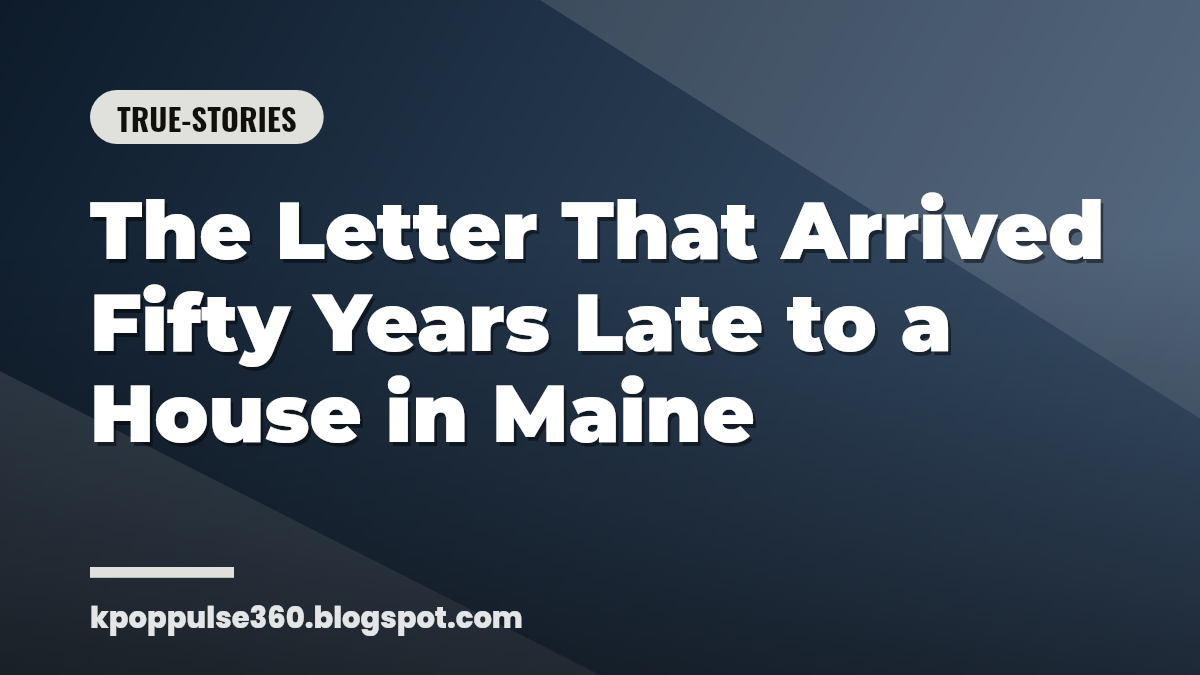 TRUE-STORIES
The Letter That Arrived
Fifty Years Late to a
House in Maine
kpoppulse360.blogspot.com